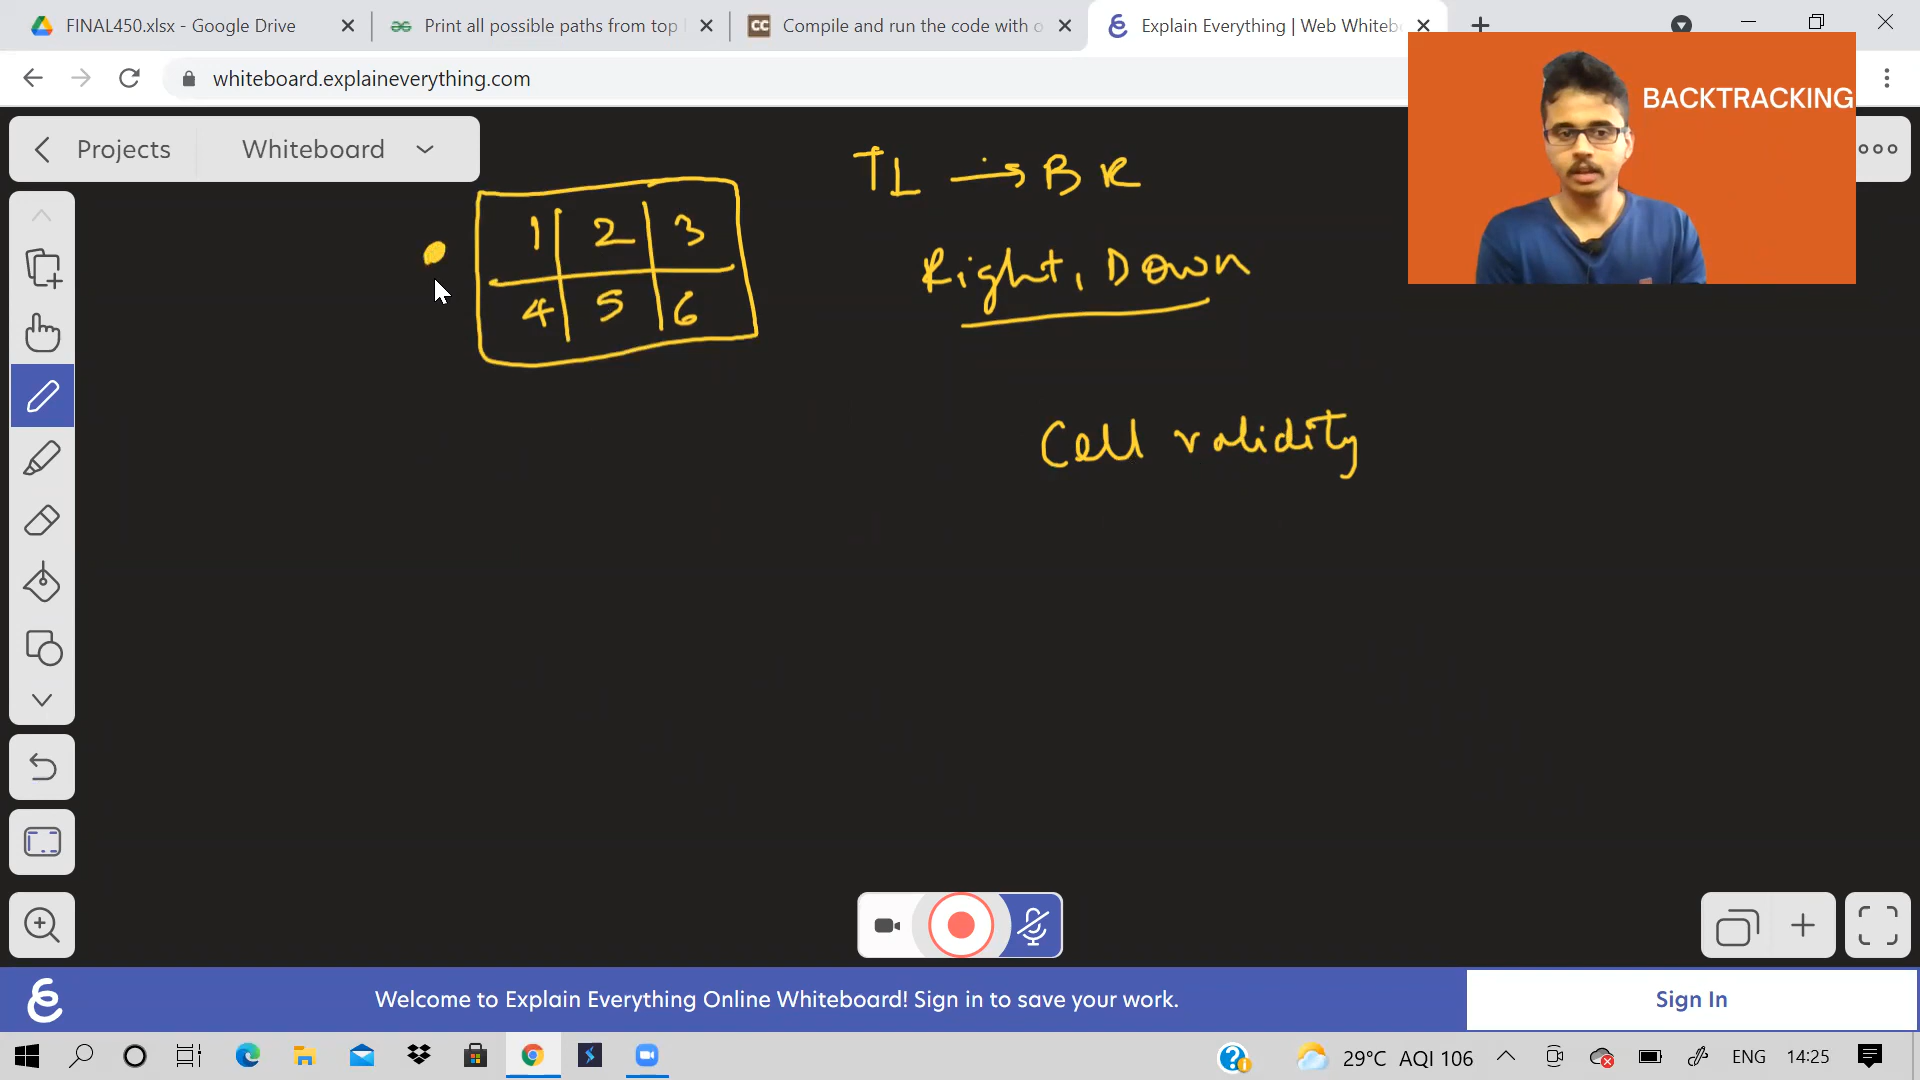 FINAL450.xlsx - Google Drive
Print all possible paths from top
Compile and run the code with o
Explain Everything | Web Whiteb
whiteboard.explaineverything.com
BACKTRACKING
Projects
Whiteboard
TL → BR
1 2 3
Right, Down
4 5 6
Cell validity
Welcome to Explain Everything Online Whiteboard! Sign in to save your work.
Sign In
29°C AQI 106
ENG
14:25